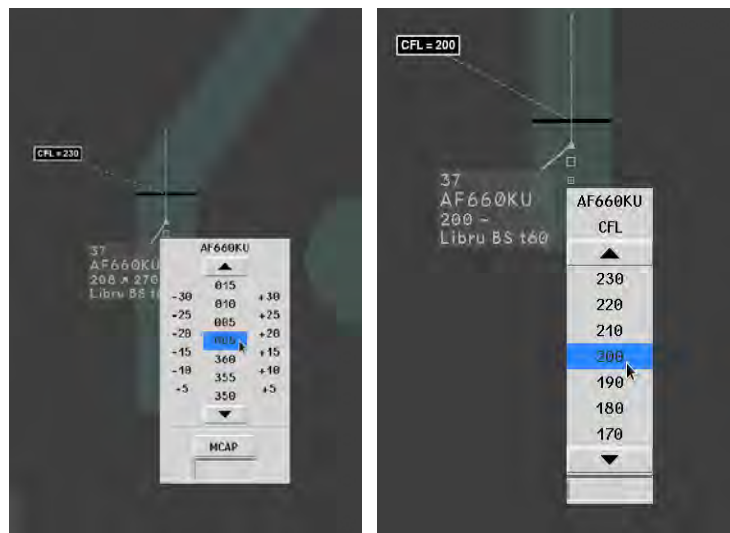 CFL = 230
37
AF660KU
208 ↗ 270
Libru BS
AF660KU
015
-30 010 +30
-25 005 +25
-20 +20
-15 360 +15
-10 355 +10
-5 350 +5
MCAP
CFL = 200
37
AF660KU
200 –
Libru BS t60
AF660KU
CFL
230
220
210
200
190
180
170